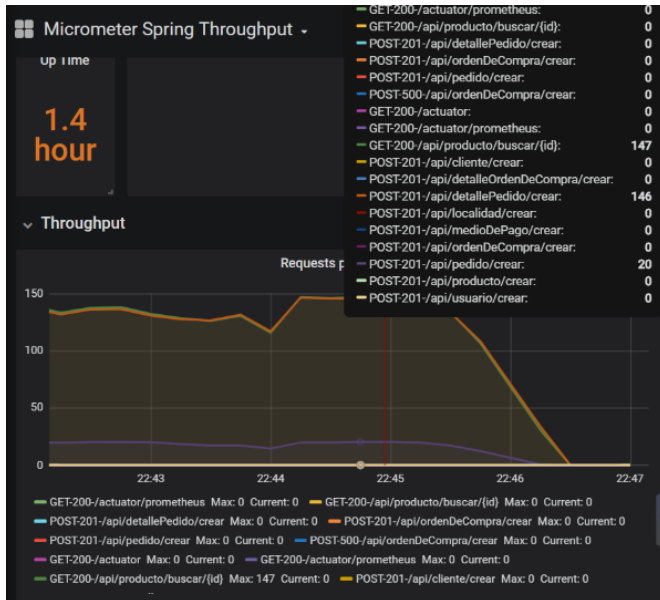 Micrometer Spring Throughput
GET-200-/actuator/prometheus: 0
GET-200-/api/producto/buscar/{id}: 0
POST-201-/api/detallePedido/crear: 0
POST-201-/api/ordenDeCompra/crear: 0
POST-201-/api/pedido/crear: 0
POST-500-/api/ordenDeCompra/crear: 0
GET-200-/actuator: 0
GET-200-/actuator/prometheus: 0
GET-200-/api/producto/buscar/{id}: 147
POST-201-/api/cliente/crear: 0
POST-201-/api/detalleOrdenDeCompra/crear: 0
POST-201-/api/detallePedido/crear: 146
POST-201-/api/localidad/crear: 0
POST-201-/api/medioDePago/crear: 0
POST-201-/api/ordenDeCompra/crear: 0
POST-201-/api/pedido/crear: 20
POST-201-/api/producto/crear: 0
POST-201-/api/usuario/crear: 0
Up Time
1.4
hour
Throughput
Requests p
150
100
50
0
22:43 22:44 22:45 22:46 22:47
GET-200-/actuator/prometheus Max: 0 Current: 0 GET-200-/api/producto/buscar/{id} Max: 0 Current: 0
POST-201-/api/detallePedido/crear Max: 0 Current: 0 POST-201-/api/ordenDeCompra/crear Max: 0 Current: 0
POST-201-/api/pedido/crear Max: 0 Current: 0 POST-500-/api/ordenDeCompra/crear Max: 0 Current: 0
GET-200-/actuator Max: 0 Current: 0 GET-200-/actuator/prometheus Max: 0 Current: 0
GET-200-/api/producto/buscar/{id} Max: 147 Current: 0 POST-201-/api/cliente/crear Max: 0 Current: 0